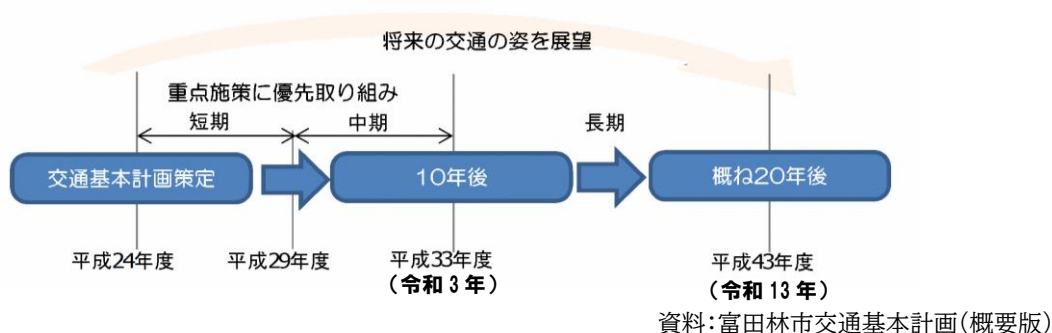 将来の交通の姿を展望
重点施策に優先取り組み
短期 中期 長期
交通基本計画策定 10年後 概ね20年後
平成24年度 平成29年度 平成33年度 平成43年度
(令和3年) (令和13年)
資料:富田林市交通基本計画(概要版)